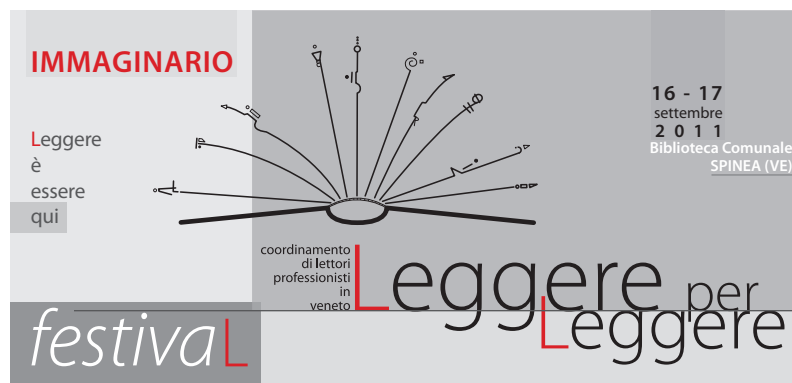 IMMAGINARIO
Leggere
è
essere
qui
16 - 17
settembre
2 0 1 1
Biblioteca Comunale
SPINEA (VE)
coordinamento
di lettori
professionisti
in
veneto
Leggere per
Leggere
festivaL